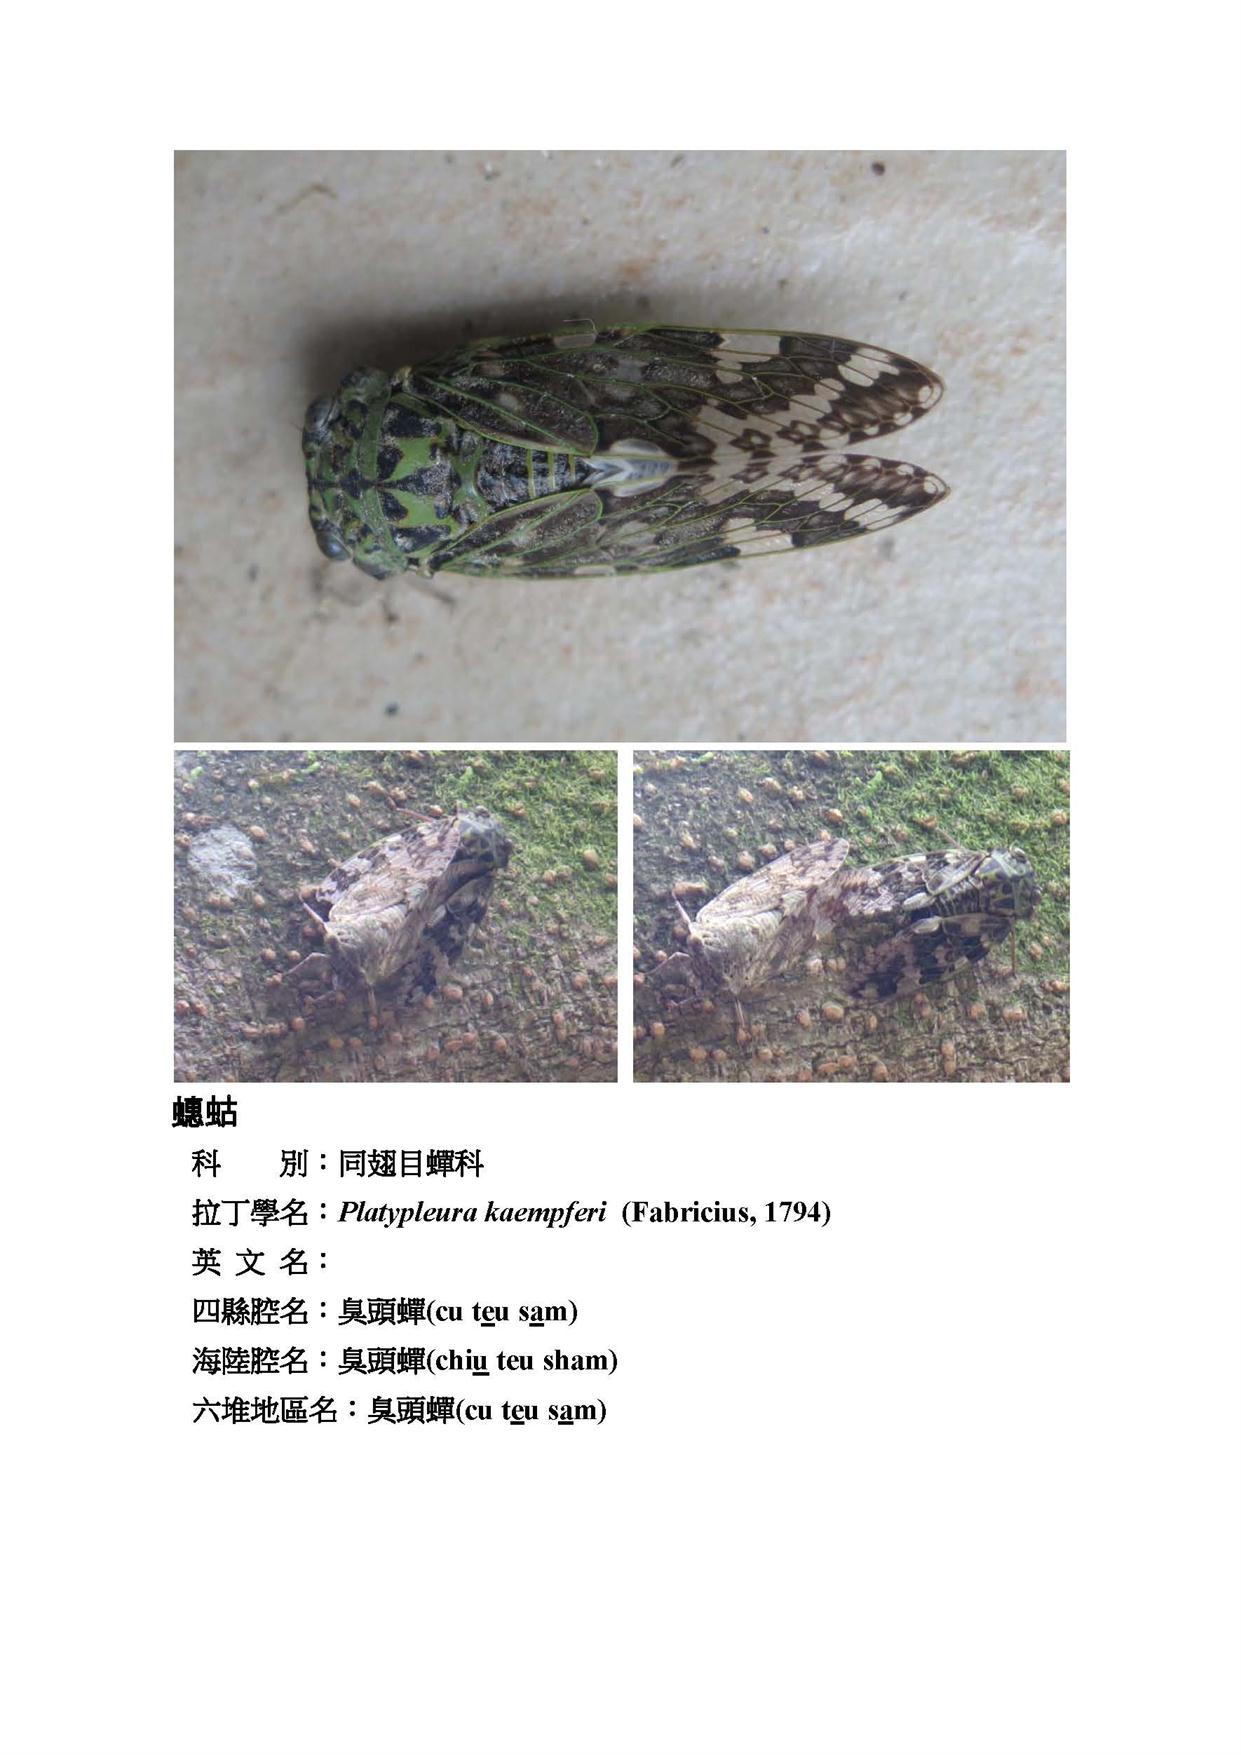 蟪蛄
科　　別：同翅目蟬科
拉丁學名：Platypleura kaempferi (Fabricius, 1794)
英 文 名：
四縣腔名：臭頭蟬(cu teu sam)
海陸腔名：臭頭蟬(chiu teu sham)
六堆地區名：臭頭蟬(cu teu sam)